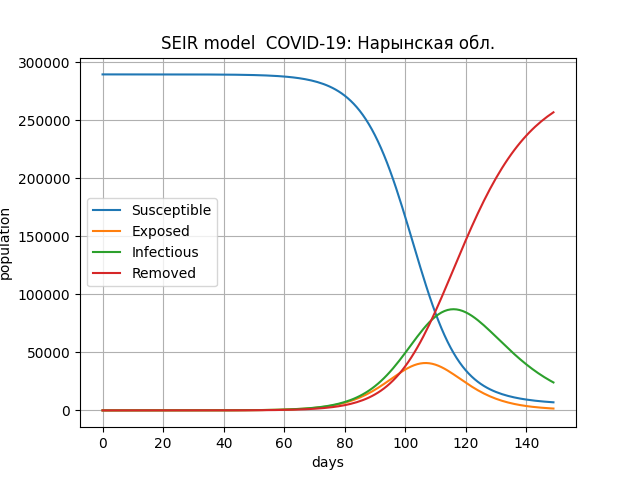 SEIR model  COVID-19: Нарынская обл.
300000
250000
200000
150000
100000
50000
0
population
Susceptible
Exposed
Infectious
Removed
0 20 40 60 80 100 120 140
days